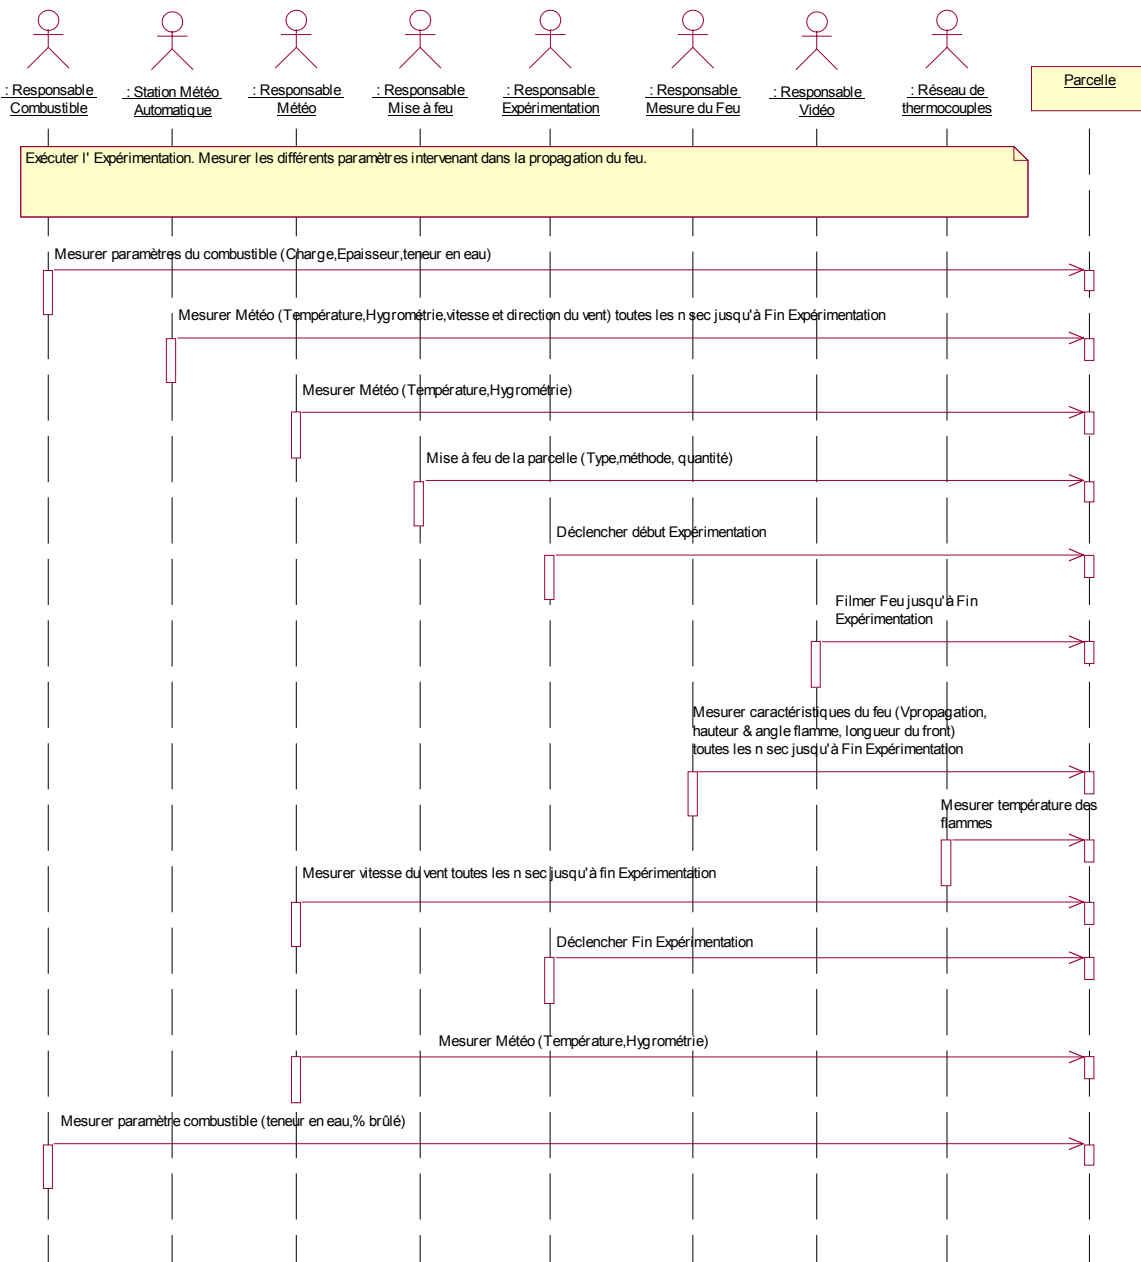 : Responsable
Combustible
: Station Météo
Automatique
: Responsable
Météo
: Responsable
Mise à feu
: Responsable
Expérimentation
: Responsable
Mesure du Feu
: Responsable
Vidéo
: Réseau de
thermocouples
Parcelle
Exécuter l' Expérimentation. Mesurer les différents paramètres intervenant dans la propagation du feu.
Mesurer paramètres du combustible (Charge,Epaisseur,teneur en eau)
Mesurer Météo (Température,Hygrométrie,vitesse et direction du vent) toutes les n sec jusqu'à Fin Expérimentation
Mesurer Météo (Température,Hygrométrie)
Mise à feu de la parcelle (Type,méthode, quantité)
Déclencher début Expérimentation
Filmer Feu jusqu'à Fin
Expérimentation
Mesurer caractéristiques du feu (Vpropagation,
hauteur & angle flamme, longueur du front)
toutes les n sec jusqu'à Fin Expérimentation
Mesurer température des
flammes
Mesurer vitesse du vent toutes les n sec jusqu'à fin Expérimentation
Déclencher Fin Expérimentation
Mesurer Météo (Température,Hygrométrie)
Mesurer paramètre combustible (teneur en eau,% brûlé)